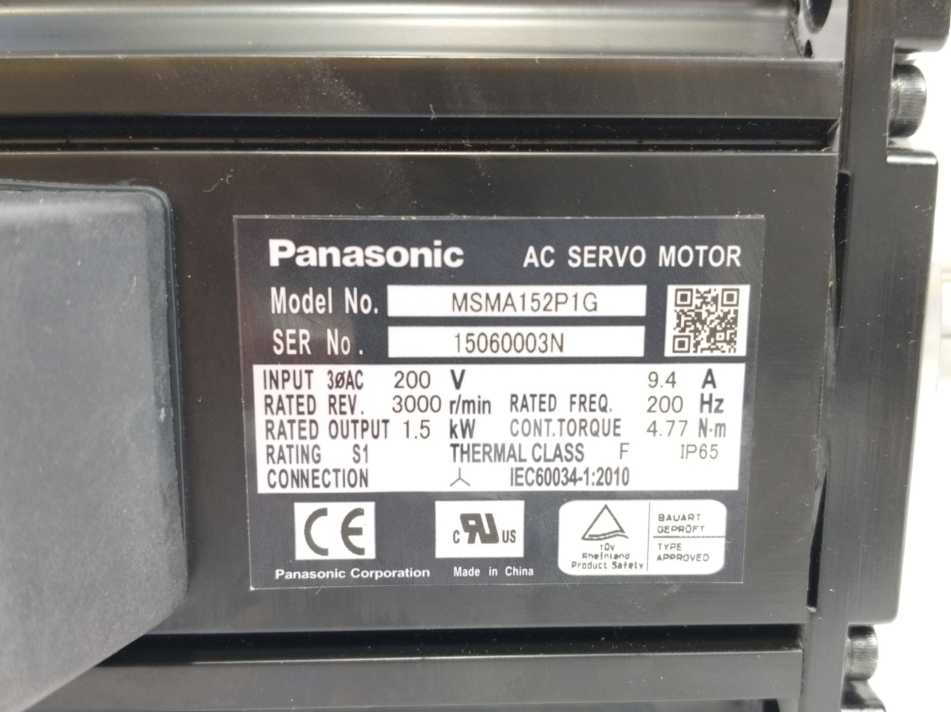 Panasonic AC SERVO MOTOR
Model No. MSMA152P1G
SER No. 15060003N
INPUT 3øAC 200 V 9.4 A
RATED REV. 3000 r/min RATED FREQ. 200 Hz
RATED OUTPUT 1.5 kW CONT.TORQUE 4.77 N·m
RATING S1 THERMAL CLASS F IP65
CONNECTION IEC60034-1:2010
CE
c RU US
TÜV
Rheinland
Product Safety
BAUART
GEPRÜFT
TYPE
APPROVED
Panasonic Corporation Made in China